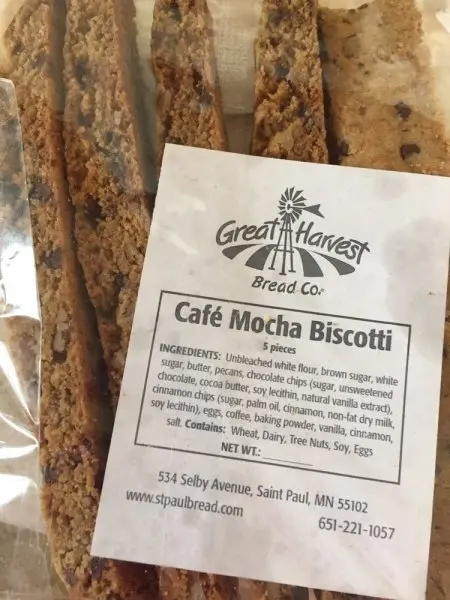 Great Harvest
Bread Co.®
Café Mocha Biscotti
5 pieces
INGREDIENTS: Unbleached white flour, brown sugar, white
sugar, butter, pecans, chocolate chips (sugar, unsweetened
chocolate, cocoa butter, soy lecithin, natural vanilla extract),
cinnamon chips (sugar, palm oil, cinnamon, non-fat dry milk,
soy lecithin), eggs, coffee, baking powder, vanilla, cinnamon,
salt. Contains: Wheat, Dairy, Tree Nuts, Soy, Eggs
NET WT.: ________
534 Selby Avenue, Saint Paul, MN 55102
www.stpaulbread.com 651-221-1057